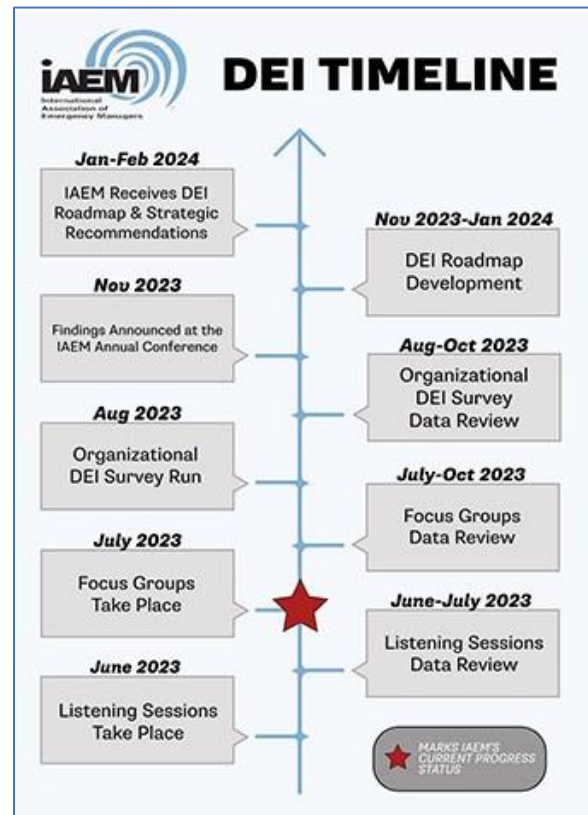 iAEM
International
Association of
Emergency Managers
DEI TIMELINE
Jan-Feb 2024
IAEM Receives DEI
Roadmap & Strategic
Recommendations
Nov 2023-Jan 2024
DEI Roadmap
Development
Nov 2023
Findings Announced at the
IAEM Annual Conference
Aug-Oct 2023
Organizational
DEI Survey
Data Review
Aug 2023
Organizational
DEI Survey Run
July-Oct 2023
Focus Groups
Data Review
July 2023
Focus Groups
Take Place
June-July 2023
Listening Sessions
Data Review
June 2023
Listening Sessions
Take Place
MARKS IAEM'S
CURRENT PROGRESS
STATUS